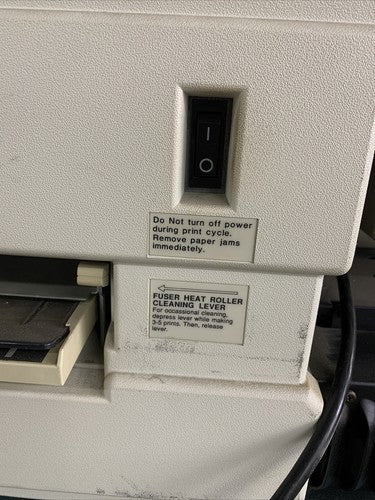 I
O
Do Not turn off power
during print cycle.
Remove paper jams
immediately.
FUSER HEAT ROLLER
CLEANING LEVER
For occassional cleaning,
depress lever while making
3-5 prints. Then, release
lever.